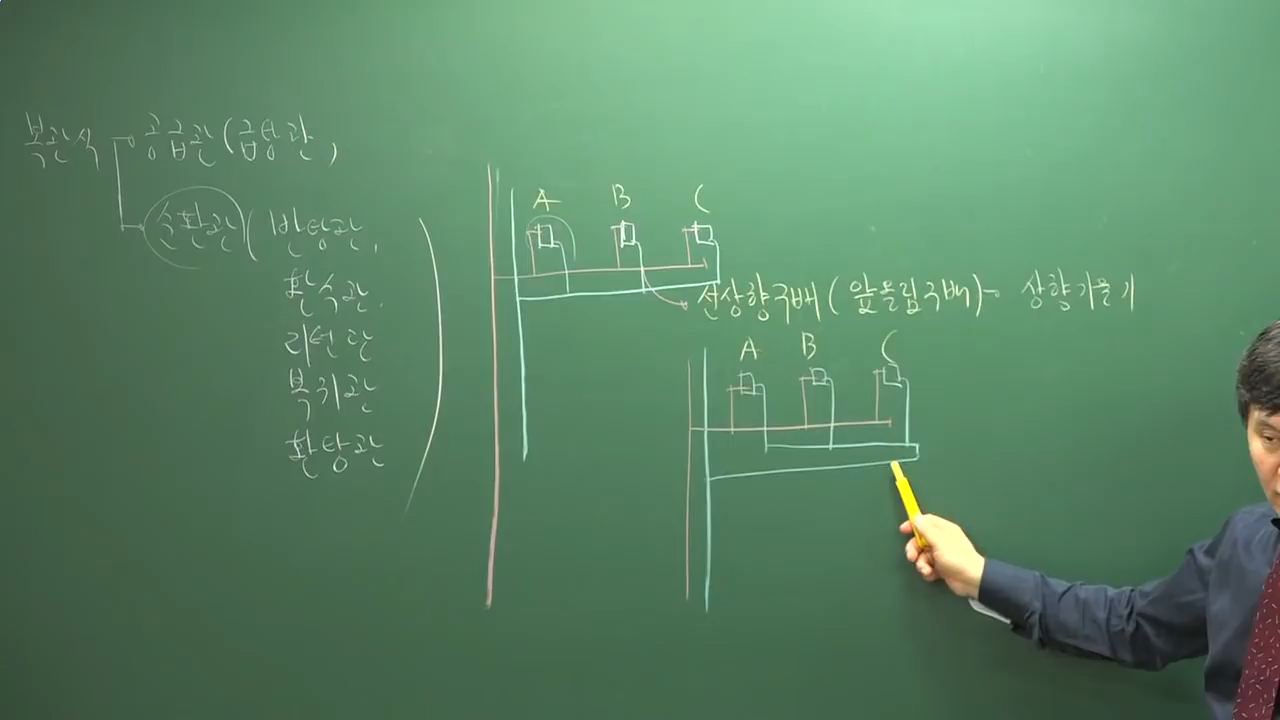 복관식 공급관(급탕관)
순환관(반탕관,
환수관,
리턴관
복귀관
환탕관)
A B C
선상향구배(앞올림구배)→ 상향기울기
A B C